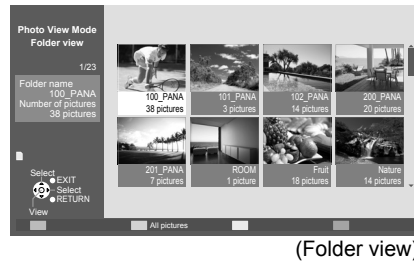 Photo View Mode
Folder view
1/23
Folder name
100_PANA
Number of pictures
38 pictures
Select
EXIT
Select
RETURN
View
100_PANA
38 pictures
101_PANA
3 pictures
102_PANA
14 pictures
200_PANA
20 pictures
201_PANA
7 pictures
ROOM
1 picture
Fruit
18 pictures
Nature
14 pictures
All pictures
(Folder view)